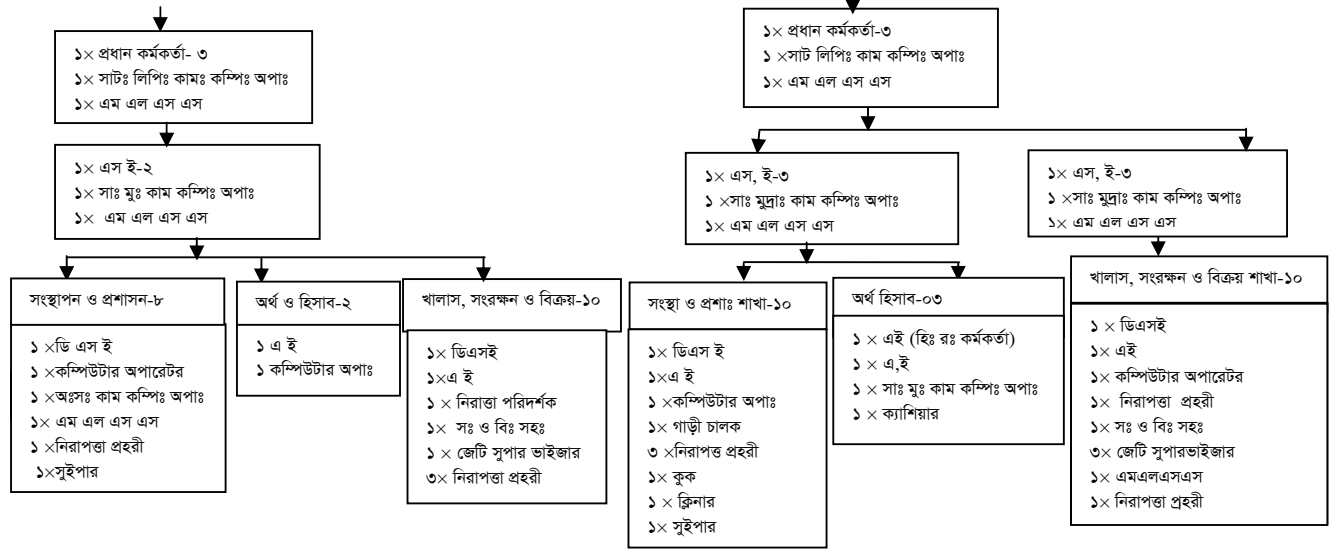 ১× প্রধান কর্মকর্তা- ৩
১× সাটঃ লিপিঃ কামঃ কম্পিঃ অপাঃ
১× এম এল এস এস
১× এস ই-২
১× সাঃ মুঃ কাম কম্পিঃ অপাঃ
১× এম এল এস এস
সংস্থাপন ও প্রশাসন-৮
১ ×ডি এস ই
১ ×কম্পিউটার অপারেটর
১ ×অঃসঃ কাম কম্পিঃ অপাঃ
১× এম এল এস এস
১ ×নিরাপত্তা প্রহরী
১×সুইপার
অর্থ ও হিসাব-২
১ এ ই
১ কম্পিউটার অপাঃ
খালাস, সংরক্ষন ও বিক্রয়-১০
১× ডিএসই
১×এ ই
১ × নিরাত্তা পরিদর্শক
১× সঃ ও বিঃ সহঃ
১ × জেটি সুপার ভাইজার
৩× নিরাপত্তা প্রহরী
১× প্রধান কর্মকর্তা-৩
১ ×সাট লিপিঃ কাম কম্পিঃ অপাঃ
১× এম এল এস এস
১× এস, ই-৩
১ ×সাঃ মুদ্রাঃ কাম কম্পিঃ অপাঃ
১× এম এল এস এস
১× এস, ই-৩
১ ×সাঃ মুদ্রাঃ কাম কম্পিঃ অপাঃ
১× এম এল এস এস
সংস্থা ও প্রশাঃ শাখা-১০
১× ডিএস ই
১×এ ই
১ ×কম্পিউটার অপাঃ
১× গাড়ী চালক
৩ ×নিরাপত্ত প্রহরী
১× কুক
১ × ক্লিনার
১× সুইপার
অর্থ হিসাব-০৩
১ × এই (হিঃ রঃ কর্মকর্তা)
১ × এ,ই
১ × সাঃ মুঃ কাম কম্পিঃ অপাঃ
১ × ক্যাশিয়ার
খালাস, সংরক্ষন ও বিক্রয় শাখা-১০
১ × ডিএসই
১× এই
১× কম্পিউটার অপারেটর
১× নিরাপত্তা প্রহরী
১× সঃ ও বিঃ সহঃ
৩× জেটি সুপারভাইজার
১× এমএলএসএস
১× নিরাপত্তা প্রহরী